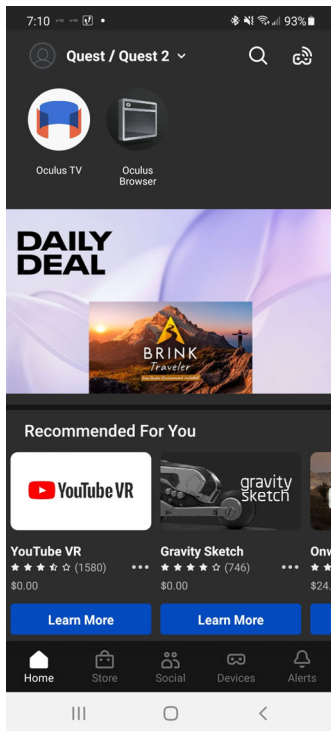 7:10
93%
Quest / Quest 2
Oculus TV
Oculus
Browser
DAILY
DEAL
BRINK
Traveler
Recommended For You
YouTube VR
gravity
sketch
YouTube VR
(1580)
$0.00
Learn More
Gravity Sketch
(746)
$0.00
Learn More
$24.
Home
Store
Social
Devices
Alerts